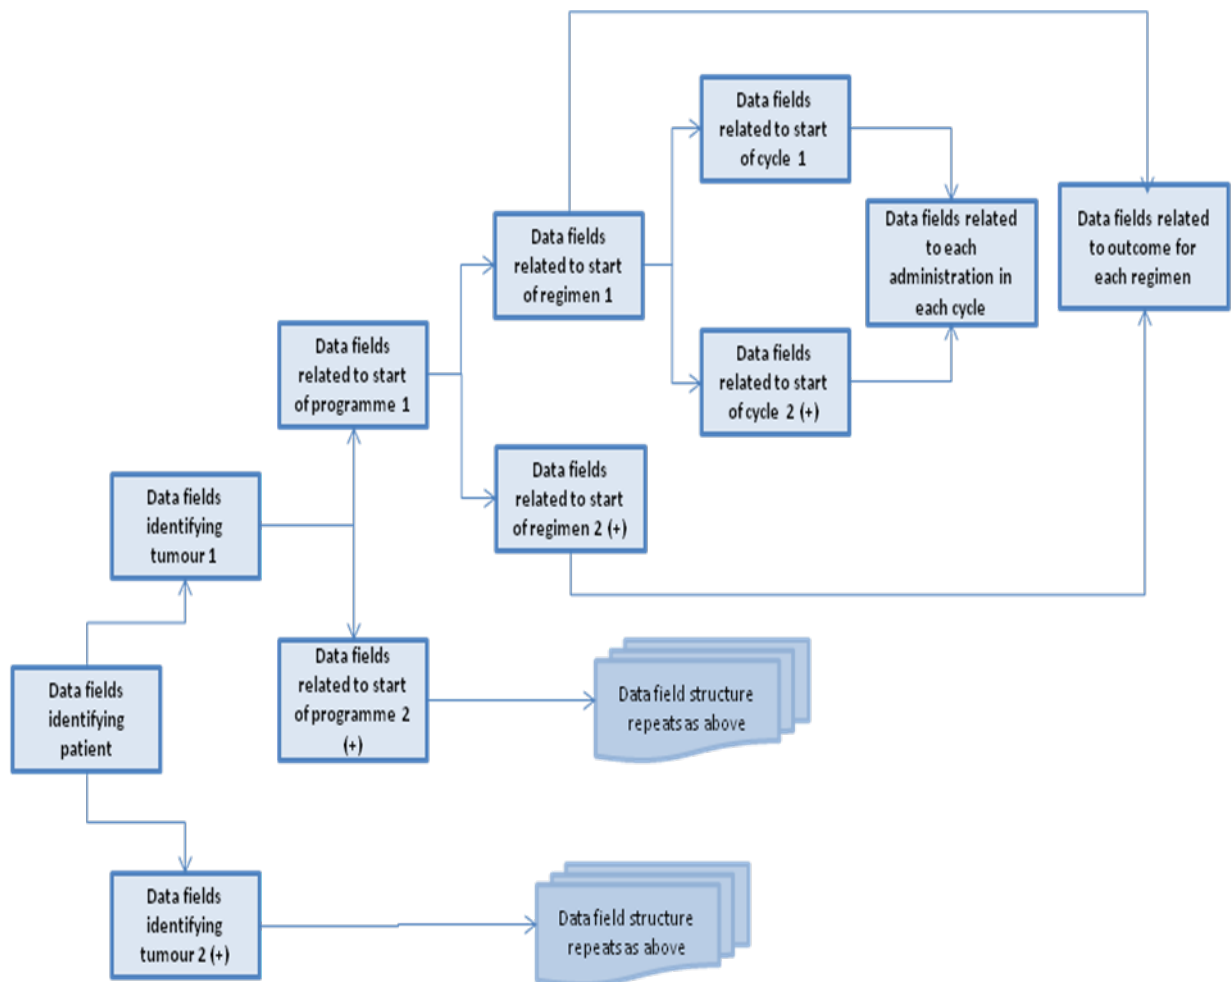 Data fields
related to start
of cycle 1
Data fields
related to start
of regimen 1
Data fields related
to each
administration in
each cycle
Data fields related
to outcome for
each regimen
Data fields
related to start
of programme 1
Data fields
related to start
of cycle 2 (+)
Data fields
related to start
of regimen 2 (+)
Data fields
identifying
tumour 1
Data fields
related to start
of programme 2
(+)
Data field structure
repeats as above
Data fields
identifying
patient
Data fields
identifying
tumour 2 (+)
Data field structure
repeats as above